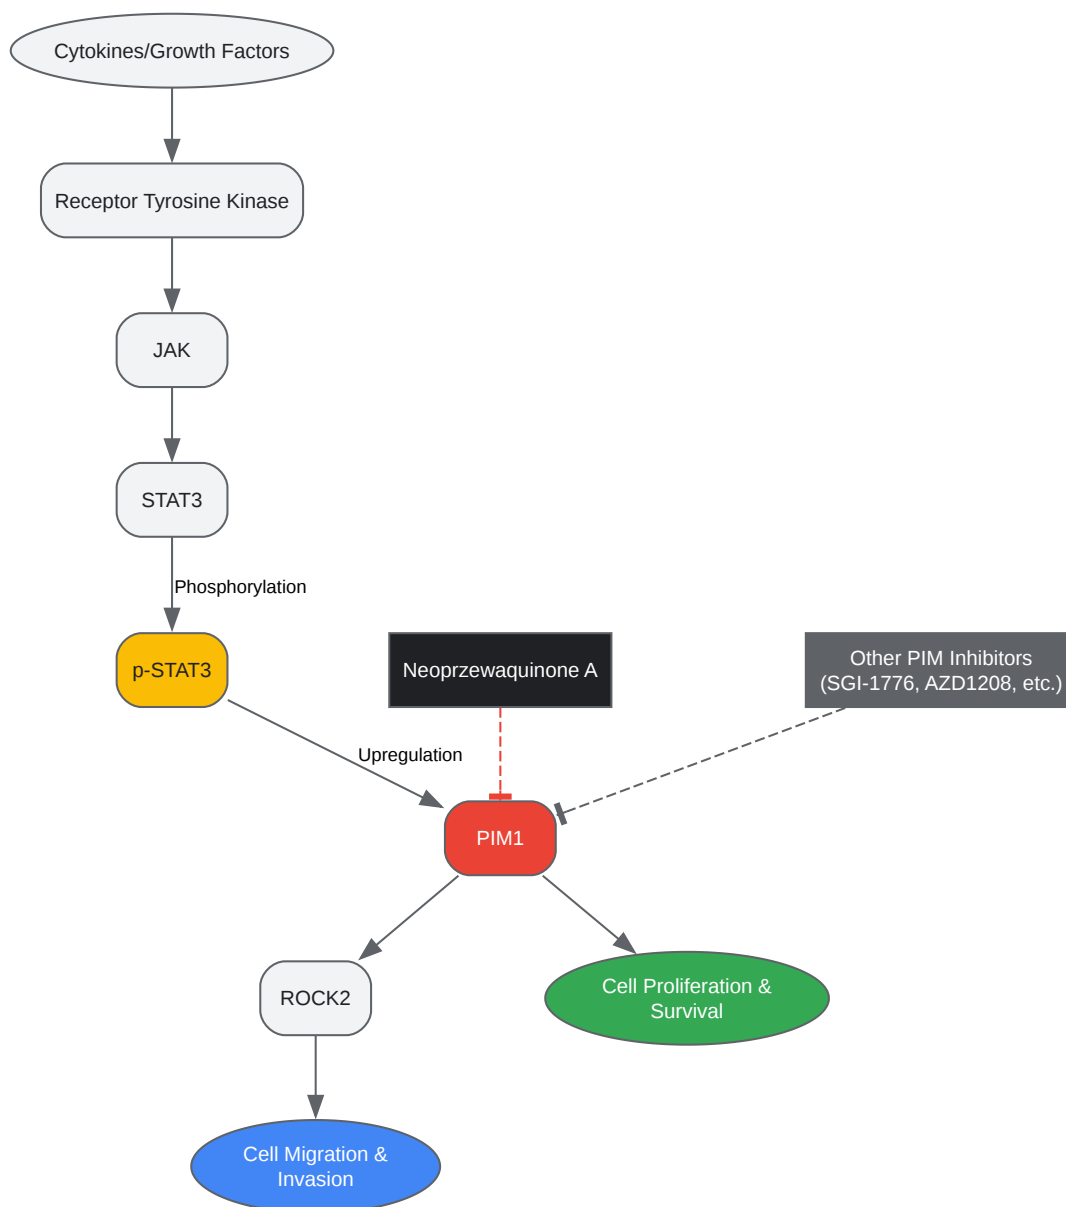 Cytokines/Growth Factors
Receptor Tyrosine Kinase
JAK
STAT3
Phosphorylation
p-STAT3
Neoprzewaquinone A
Other PIM Inhibitors
(SGI-1776, AZD1208, etc.)
Upregulation
PIM1
ROCK2
Cell Proliferation &
Survival
Cell Migration &
Invasion